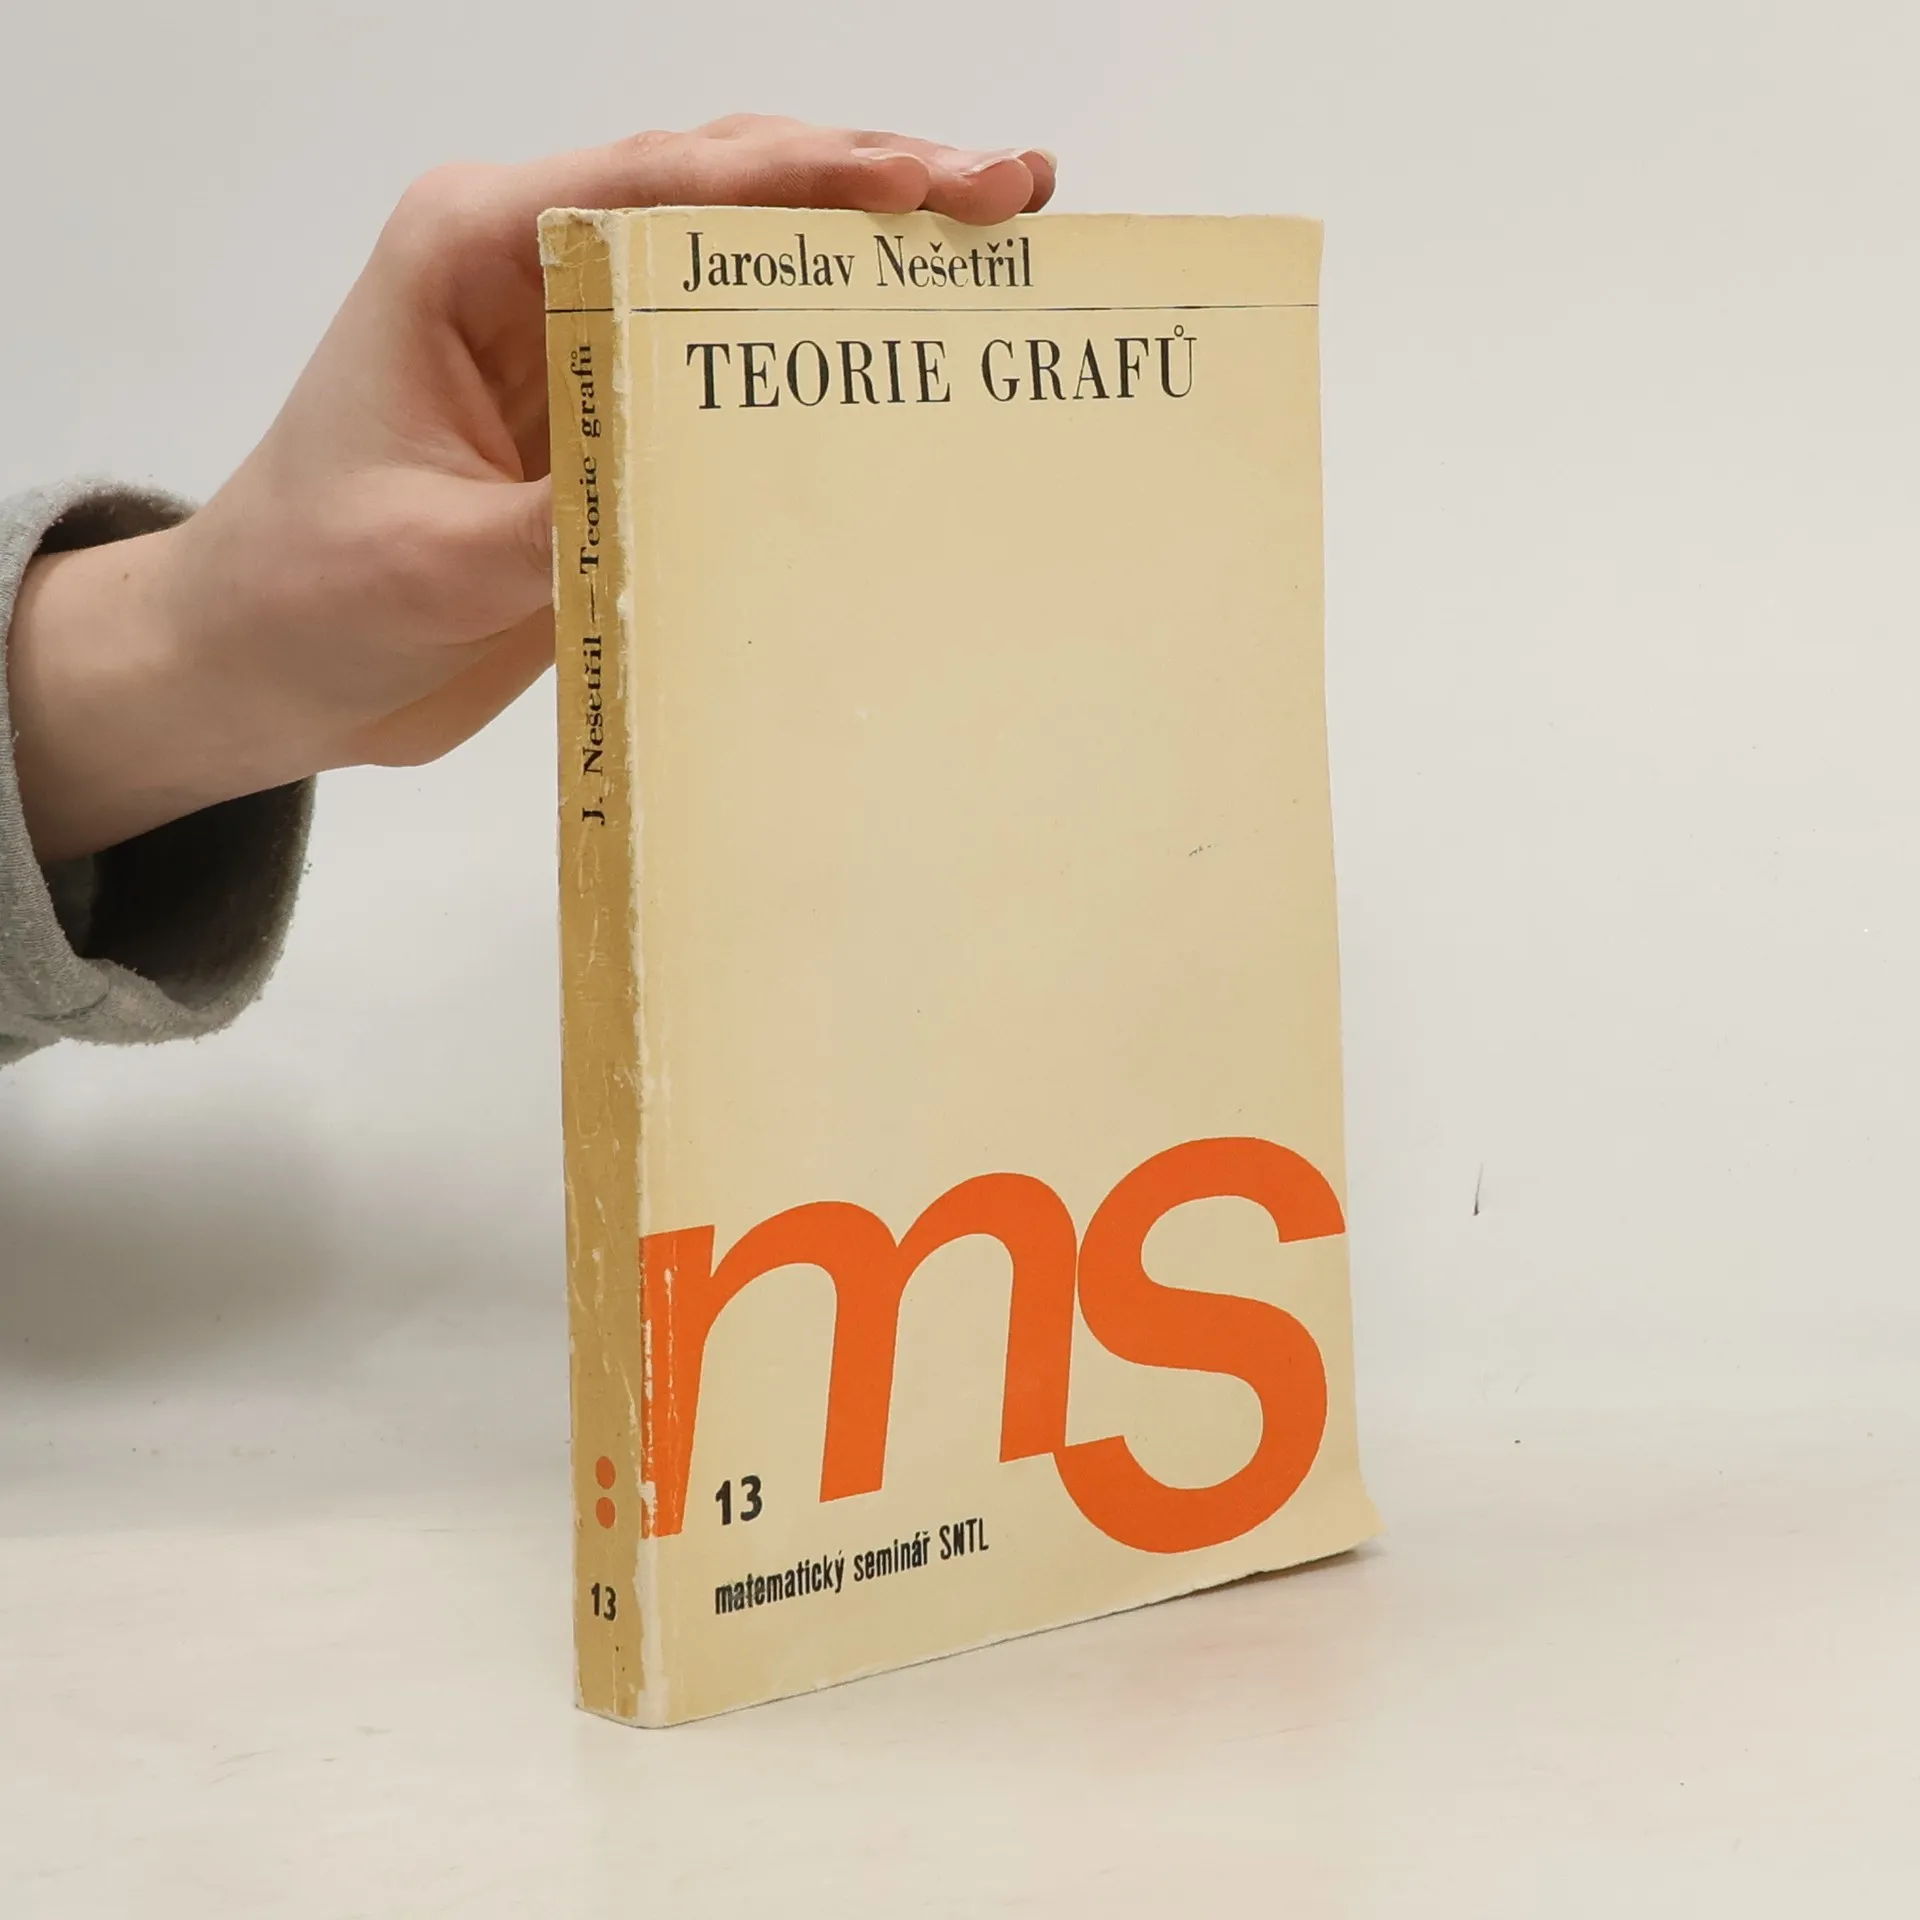 Jaroslav Nešetřil
TEORIE GRAFŮ
J. Nešetřil — Teorie grafů
ms
13
matematický seminář SNTL
13